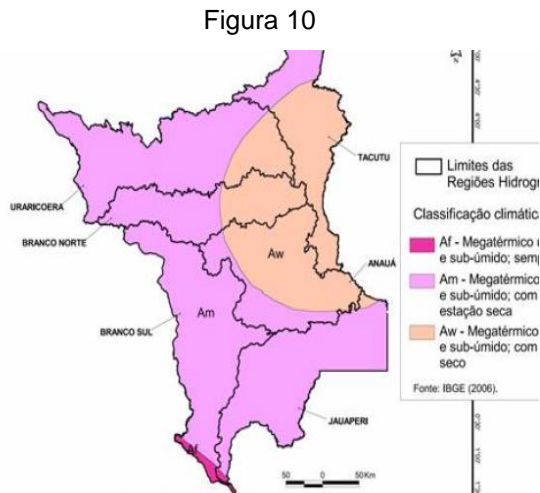 Figura 10
TACUTU
URARICOERA
BRANCO NORTE
ANAUÁ
Aw
BRANCO SUL
Am
JAUAPERI
Af
50 0 50Km
Limites das
Regiões Hidrogr
Classificação climátic
Af - Megatérmico
e sub-úmido; sem
Am - Megatérmico
e sub-úmido; com
estação seca
Aw - Megatérmico
e sub-úmido; com
seco
Fonte: IBGE (2006).